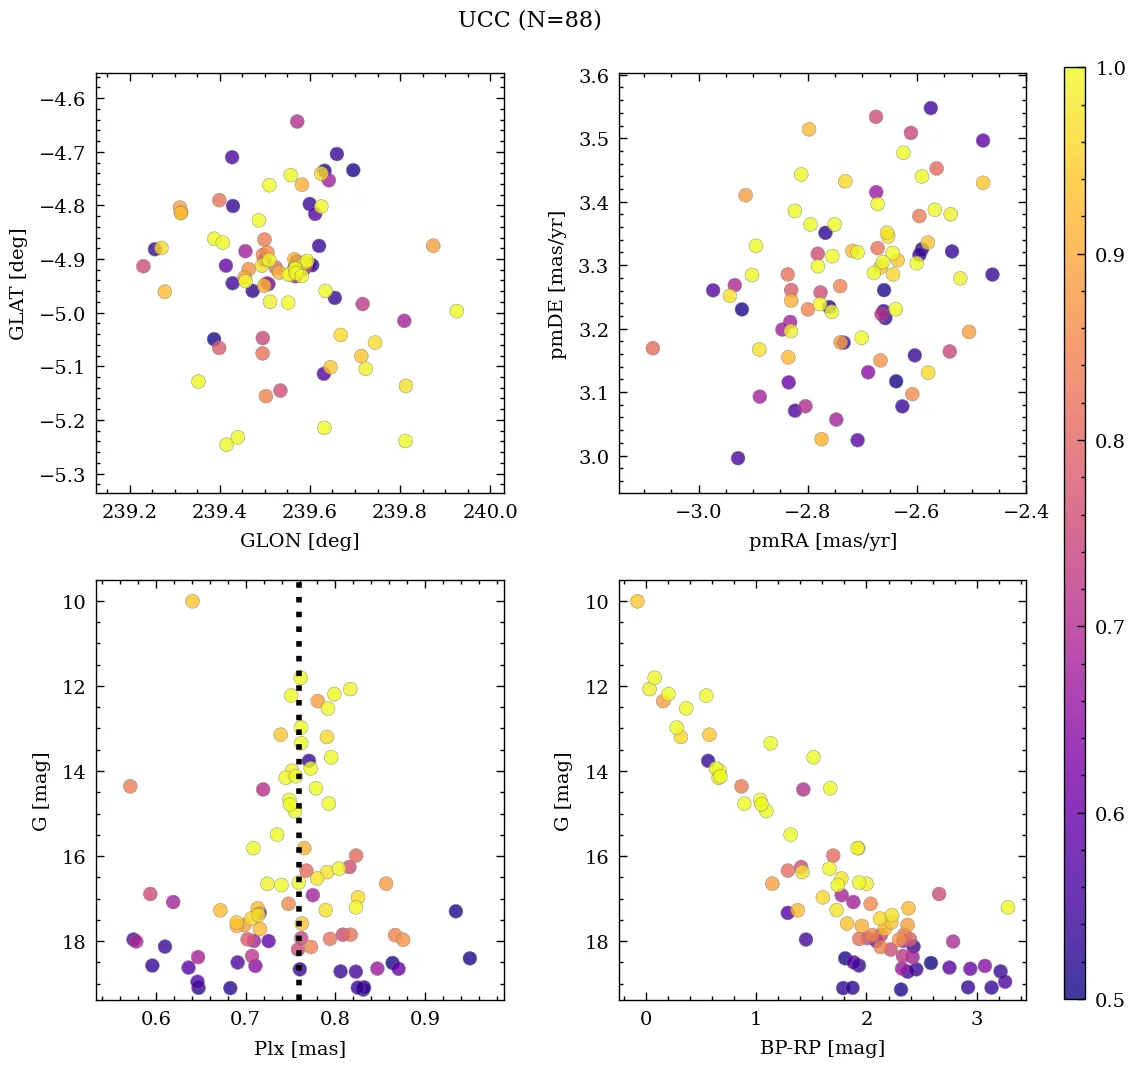 UCC (N=88)
−4.6
−4.7
−4.8
−4.9
−5.0
−5.1
−5.2
−5.3
GLAT [deg]
239.2 239.4 239.6 239.8 240.0
GLON [deg]
3.6
3.5
3.4
3.3
3.2
3.1
3.0
pmDE [mas/yr]
−3.0 −2.8 −2.6 −2.4
pmRA [mas/yr]
10
12
14
16
18
G [mag]
0.6 0.7 0.8 0.9
Plx [mas]
10
12
14
16
18
G [mag]
0 1 2 3
BP-RP [mag]
1.0
0.9
0.8
0.7
0.6
0.5